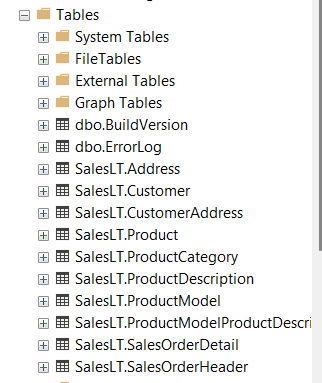 Tables
System Tables
FileTables
External Tables
Graph Tables
dbo.BuildVersion
dbo.ErrorLog
SalesLT.Address
SalesLT.Customer
SalesLT.CustomerAddress
SalesLT.Product
SalesLT.ProductCategory
SalesLT.ProductDescription
SalesLT.ProductModel
SalesLT.ProductModelProductDescri
SalesLT.SalesOrderDetail
SalesLT.SalesOrderHeader